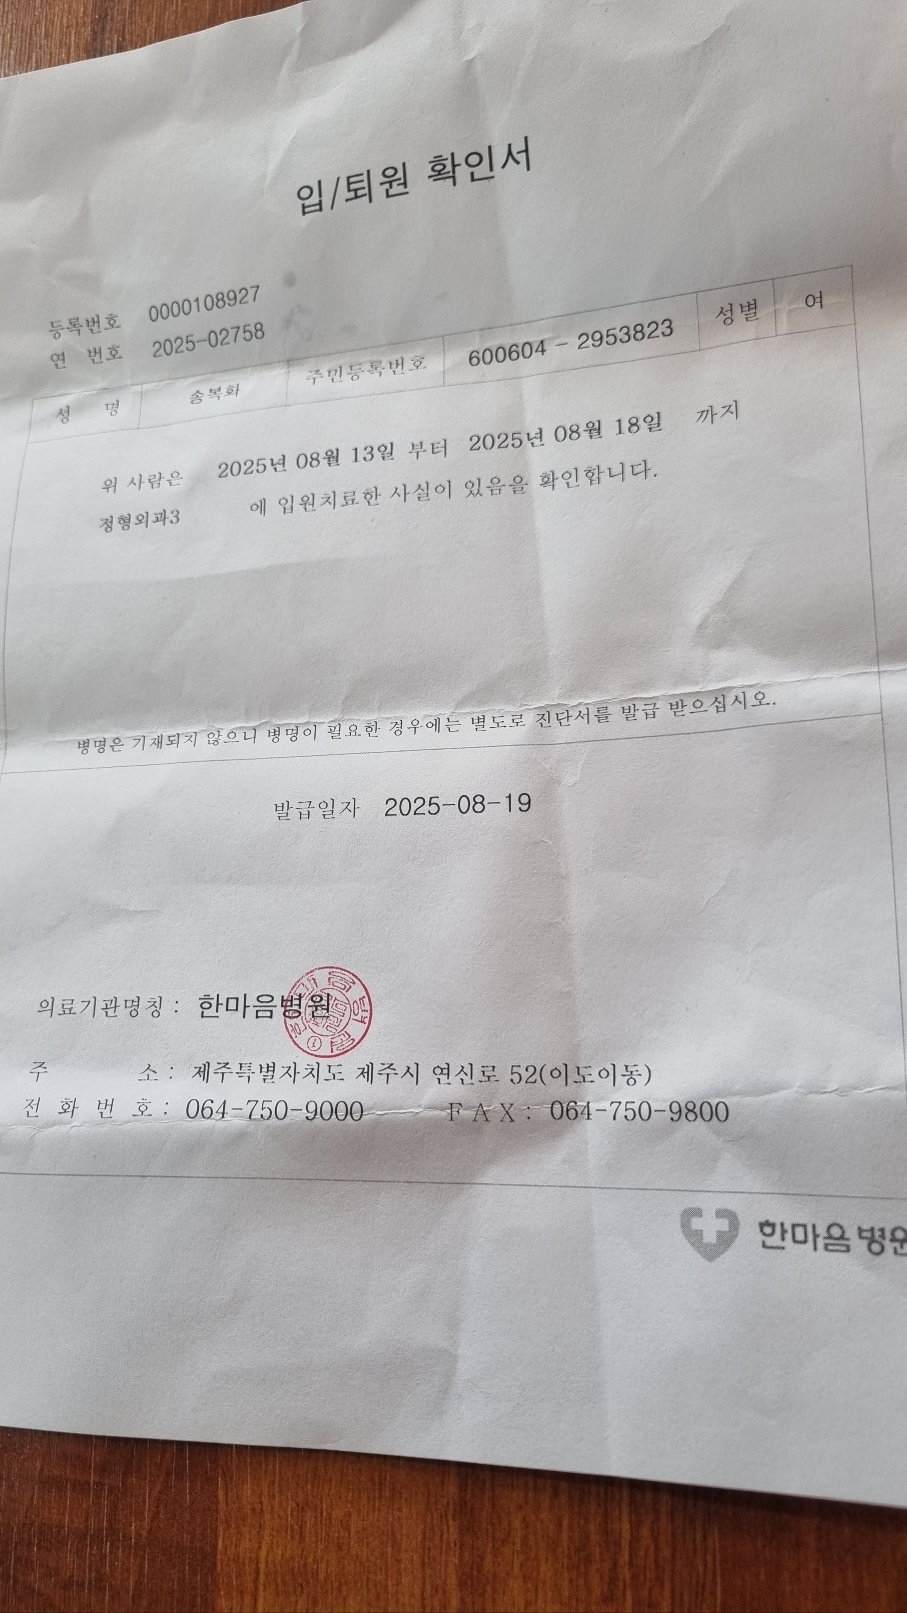 입/퇴원 확인서
등록번호 0000108927
연 번호 2025-02758
성 명 송복화 주민등록번호 600604 - 2953823 성별 여
위 사람은 2025년 08월 13일 부터 2025년 08월 18일 까지
정형외과3 에 입원치료한 사실이 있음을 확인합니다.
병명은 기재되지 않으니 병명이 필요한 경우에는 별도로 진단서를 발급 받으십시오.
발급일자 2025-08-19
의료기관명칭 : 한마음병원
주 소 : 제주특별자치도 제주시 연신로 52(이도이동)
전 화 번 호 : 064-750-9000 F A X : 064-750-9800
한마음병원